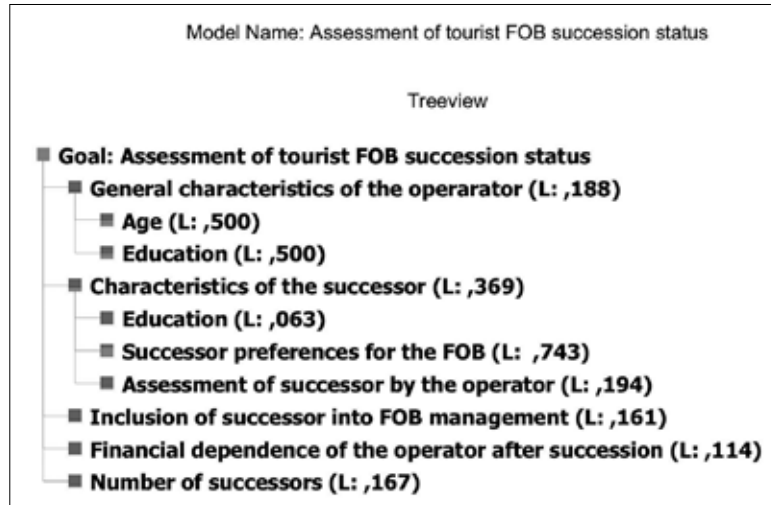 Model Name: Assessment of tourist FOB succession status
Treeview
Goal: Assessment of tourist FOB succession status
General characteristics of the operarator (L: ,188)
Age (L: ,500)
Education (L: ,500)
Characteristics of the successor (L: ,369)
Education (L: ,063)
Successor preferences for the FOB (L: ,743)
Assessment of successor by the operator (L: ,194)
Inclusion of successor into FOB management (L: ,161)
Financial dependence of the operator after succession (L: ,114)
Number of successors (L: ,167)